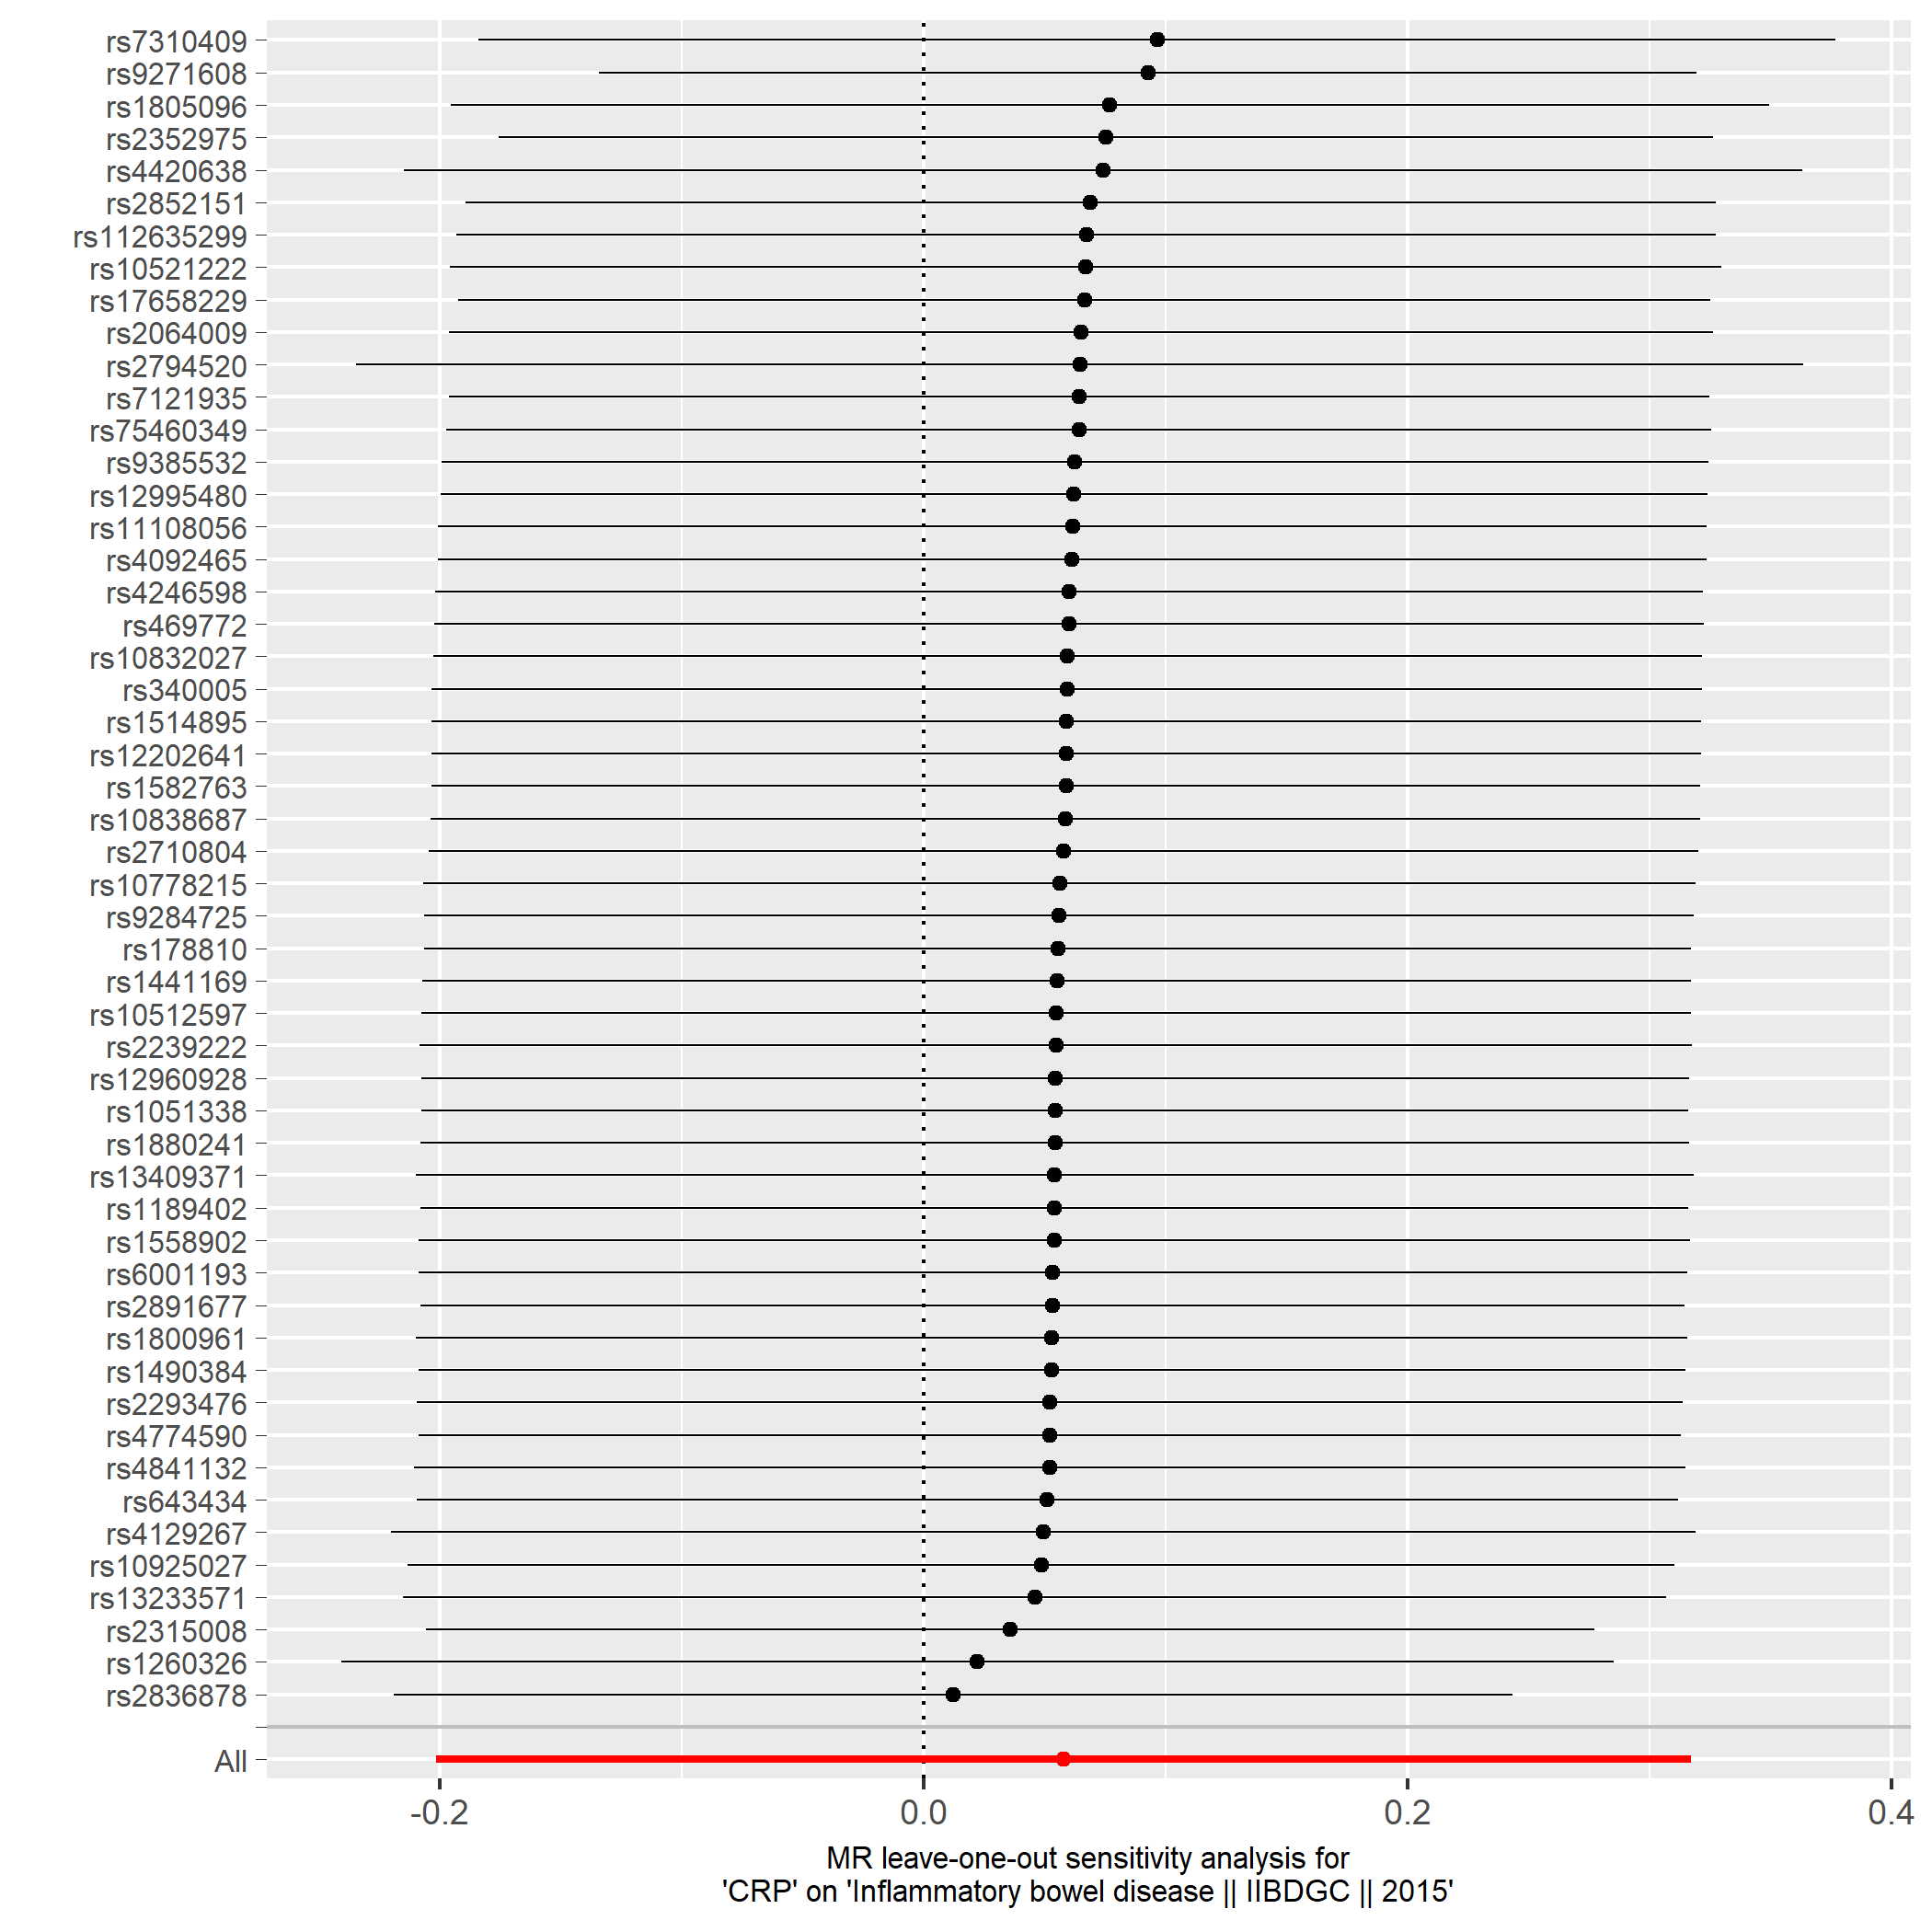 rs7310409
rs9271608
rs1805096
rs2352975
rs4420638
rs2852151
rs112635299
rs10521222
rs17658229
rs2064009
rs2794520
rs7121935
rs75460349
rs9385532
rs12995480
rs11108056
rs4092465
rs4246598
rs469772
rs10832027
rs340005
rs1514895
rs12202641
rs1582763
rs10838687
rs2710804
rs10778215
rs9284725
rs178810
rs1441169
rs10512597
rs2239222
rs12960928
rs1051338
rs1880241
rs13409371
rs1189402
rs1558902
rs6001193
rs2891677
rs1800961
rs1490384
rs2293476
rs4774590
rs4841132
rs643434
rs4129267
rs10925027
rs13233571
rs2315008
rs1260326
rs2836878
All
-0.2 0.0 0.2 0.4
MR leave-one-out sensitivity analysis for
'CRP' on 'Inflammatory bowel disease || IIBDGC || 2015'